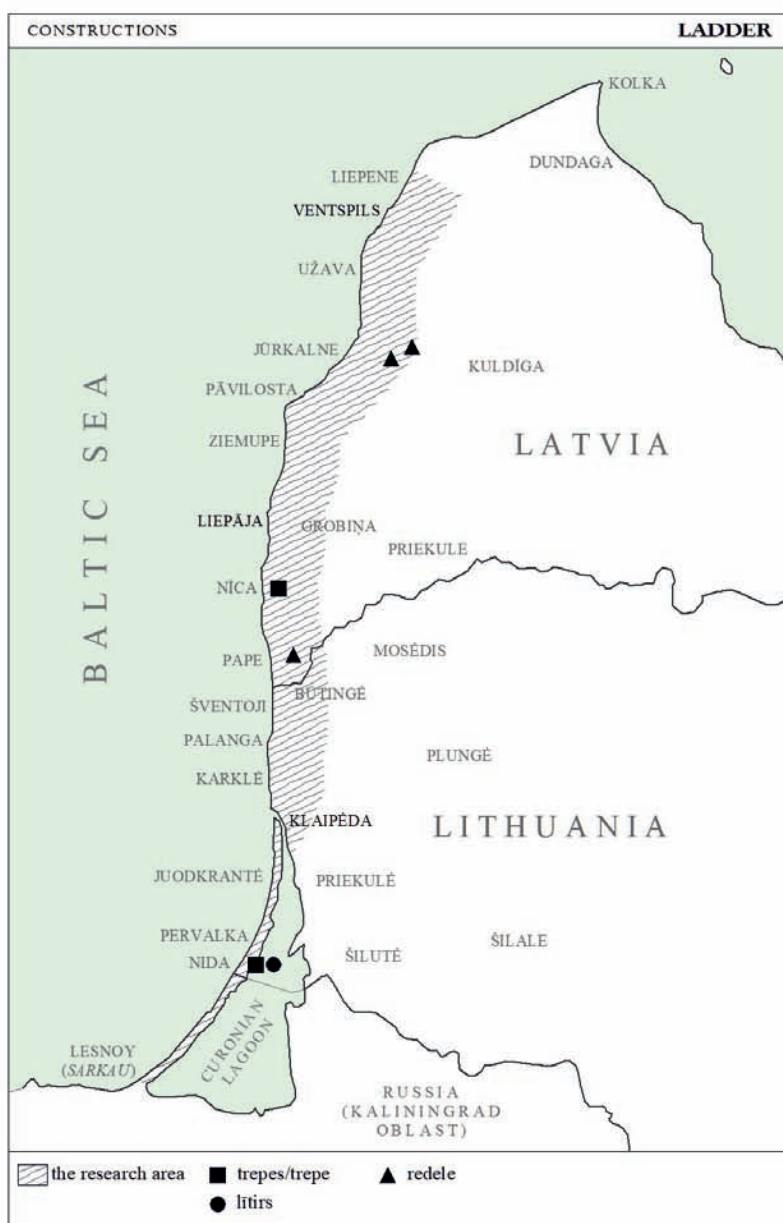 CONSTRUCTIONS
LADDER
KOLKA
DUNDAGA
LIEPENE
VENTSPILS
UŽAVA
JŪRKALNE
KULDĪGA
PĀVILOSTA
ZIEMUPE
LATVIA
BALTIC SEA
LIEPĀJA
GROBIŅA
PRIEKULE
NĪCA
MOSĖDIS
PAPE
BŪTINGĖ
ŠVENTOJI
PALANGA
PLUNGĖ
KARKLĖ
KLAIPĖDA
LITHUANIA
JUODKRANTĖ
PRIEKULĖ
PERVALKA
ŠILALE
ŠILUTĖ
NIDA
CURONIAN
LAGOON
LESNOY
(SARKAU)
RUSSIA
(KALININGRAD
OBLAST)
the research area
trepes/trepe
redele
lītirs